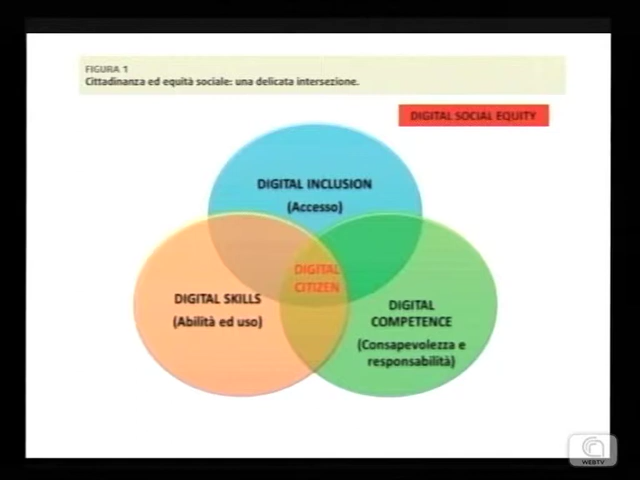 FIGURA 1
Cittadinanza ed equità sociale: una delicata intersezione.
DIGITAL SOCIAL EQUITY
DIGITAL INCLUSION
(Accesso)
DIGITAL
CITIZEN
DIGITAL SKILLS
(Abilità ed uso)
DIGITAL
COMPETENCE
(Consapevolezza e
responsabilità)
WEBTV